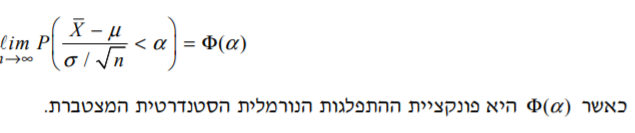 ℓim n→∞ P( (X̅ − μ) / (σ / √n) < α ) = Φ(α)
כאשר Φ(α) היא פונקציית ההתפלגות הנורמלית הסטנדרטית המצטברת.